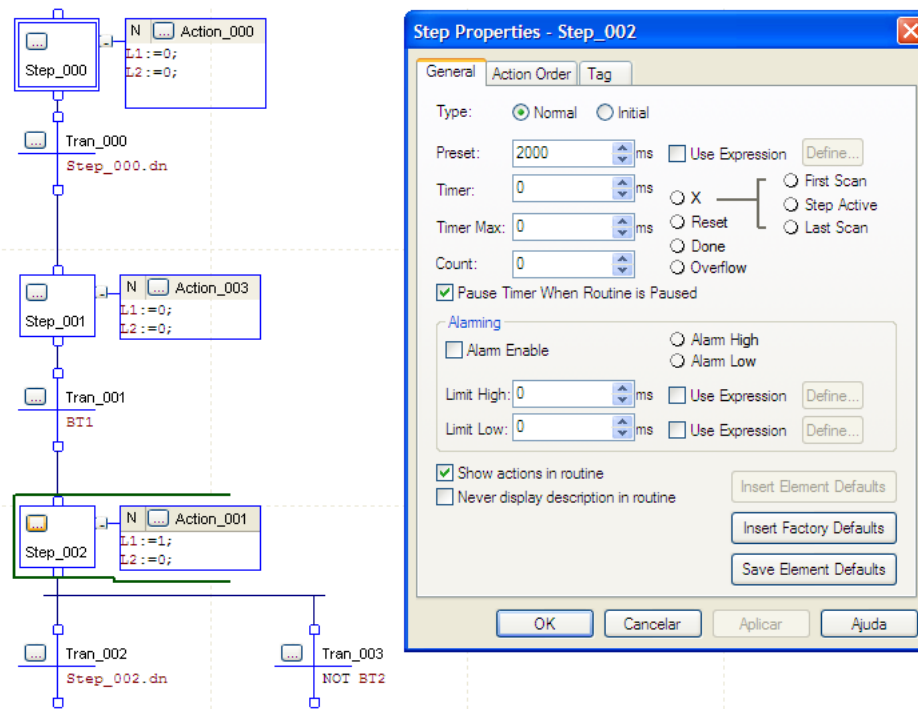 N ... Action_000
L1:=0;
L2:=0;
...
Step_000
... Tran_000
Step_000.dn
N ... Action_003
L1:=0;
L2:=0;
...
Step_001
... Tran_001
BT1
N ... Action_001
L1:=1;
L2:=0;
...
Step_002
... Tran_002
Step_002.dn
... Tran_003
NOT BT2
Step Properties - Step_002
General Action Order Tag
Type: Normal Initial
Preset: 2000 ms Use Expression Define...
Timer: 0 ms
Timer Max: 0 ms
Count: 0
X
Reset
Done
Overflow
First Scan
Step Active
Last Scan
Pause Timer When Routine is Paused
Alarming
Alarm Enable
Alarm High
Alarm Low
Limit High: 0 ms Use Expression Define...
Limit Low: 0 ms Use Expression Define...
Show actions in routine
Never display description in routine
Insert Element Defaults
Insert Factory Defaults
Save Element Defaults
OK Cancelar Aplicar Ajuda